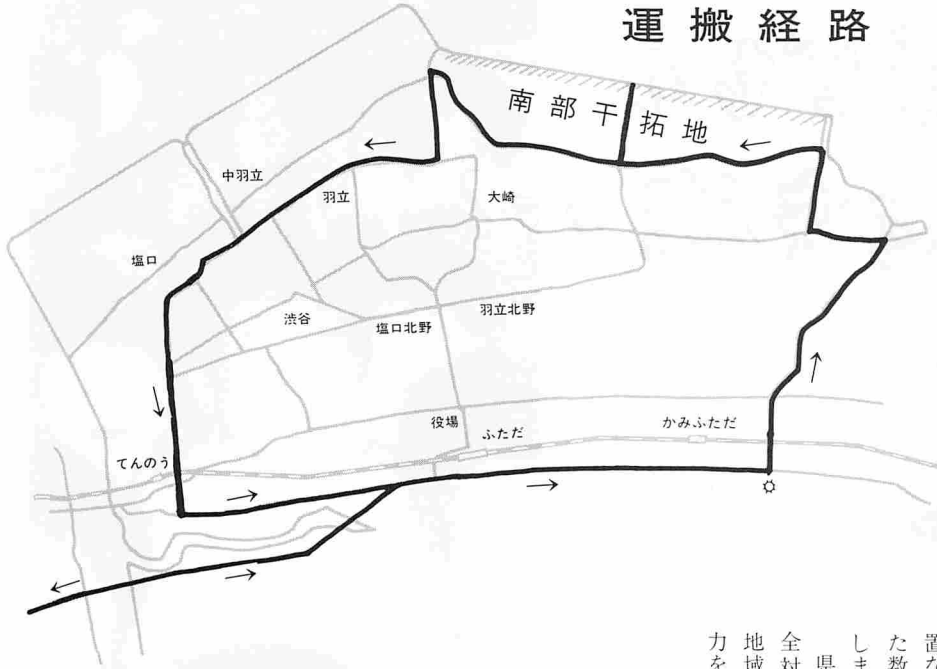 運搬経路
南部干拓地
中羽立
羽立
大崎
塩口
渋谷
塩口北野
羽立北野
役場
ふただ
かみふただ
てんのう
置な
た数
しま
県
全対
地域
力を